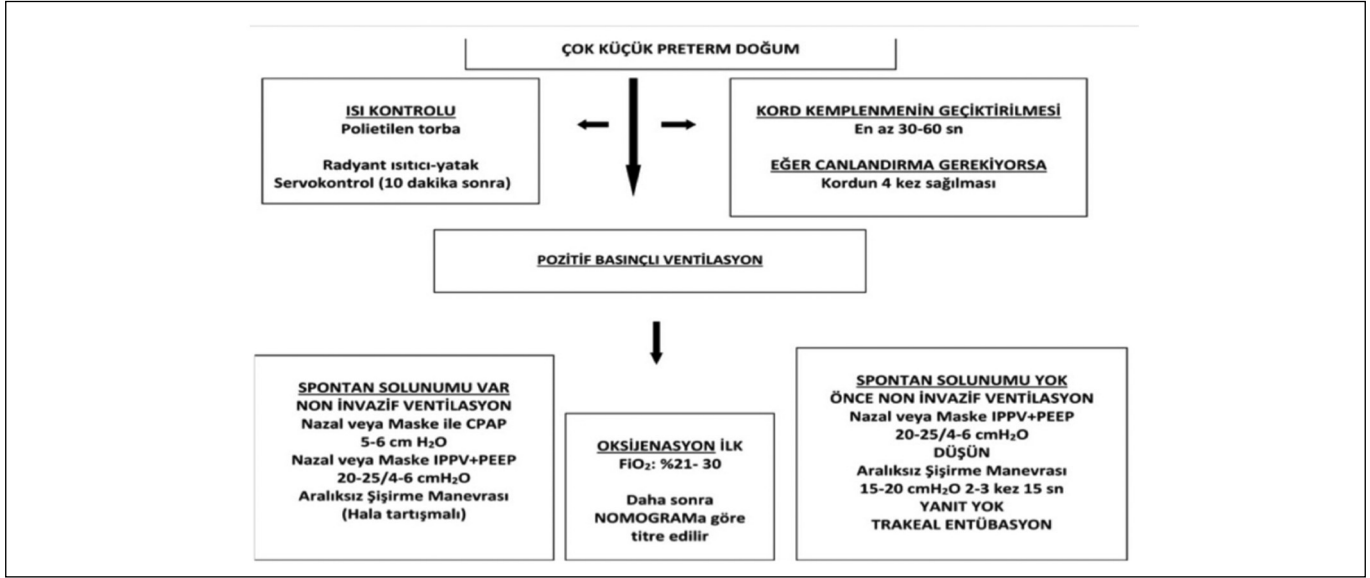 ÇOK KÜÇÜK PRETERM DOĞUM
ISI KONTROLU
Polietilen torba
Radyant ısıtıcı-yatak
Servokontrol (10 dakika sonra)
KORD KEMPLENMENİN GEÇİKTİRİLMESİ
En az 30-60 sn
EĞER CANLANDIRMA GEREKİYORSA
Kordun 4 kez sağılması
POZİTİF BASINÇLI VENTİLASYON
SPONTAN SOLUNUMU VAR
NON İNVAZİF VENTİLASYON
Nazal veya Maske ile CPAP
5-6 cm H₂O
Nazal veya Maske IPPV+PEEP
20-25/4-6 cmH₂O
Aralıksız Şişirme Manevrası
(Hala tartışmalı)
OKSİJENASYON İLK
FiO₂: %21- 30
Daha sonra
NOMOGRAMa göre
titre edilir
SPONTAN SOLUNUMU YOK
ÖNCE NON İNVAZİF VENTİLASYON
Nazal veya Maske IPPV+PEEP
20-25/4-6 cmH₂O
DÜŞÜN
Aralıksız Şişirme Manevrası
15-20 cmH₂O 2-3 kez 15 sn
YANIT YOK
TRAKEAL ENTÜBASYON